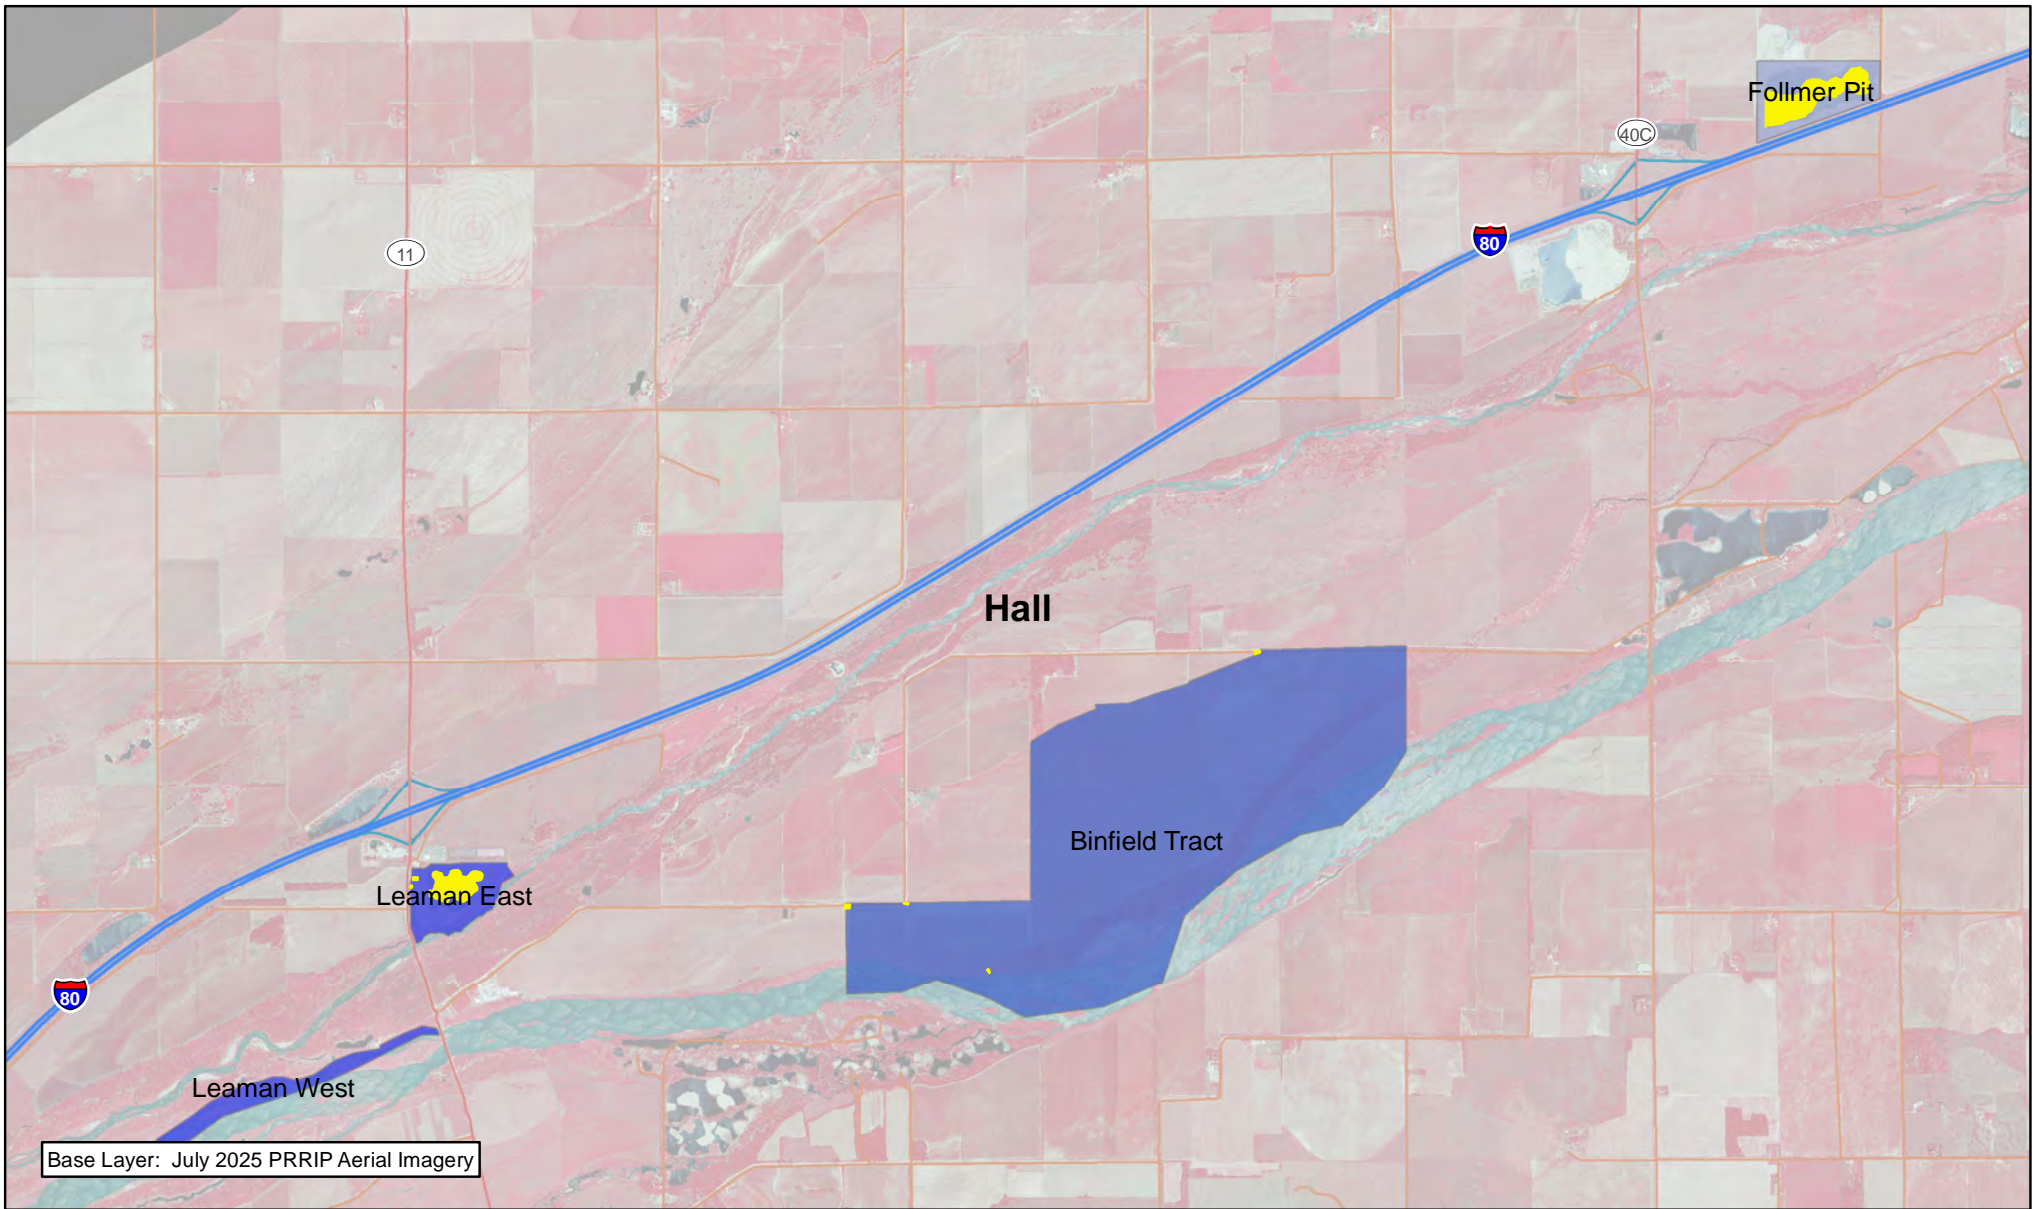 Follmer Pit
40C
80
11
Hall
Binfield Tract
Leaman East
80
Leaman West
Base Layer:  July 2025 PRRIP Aerial Imagery